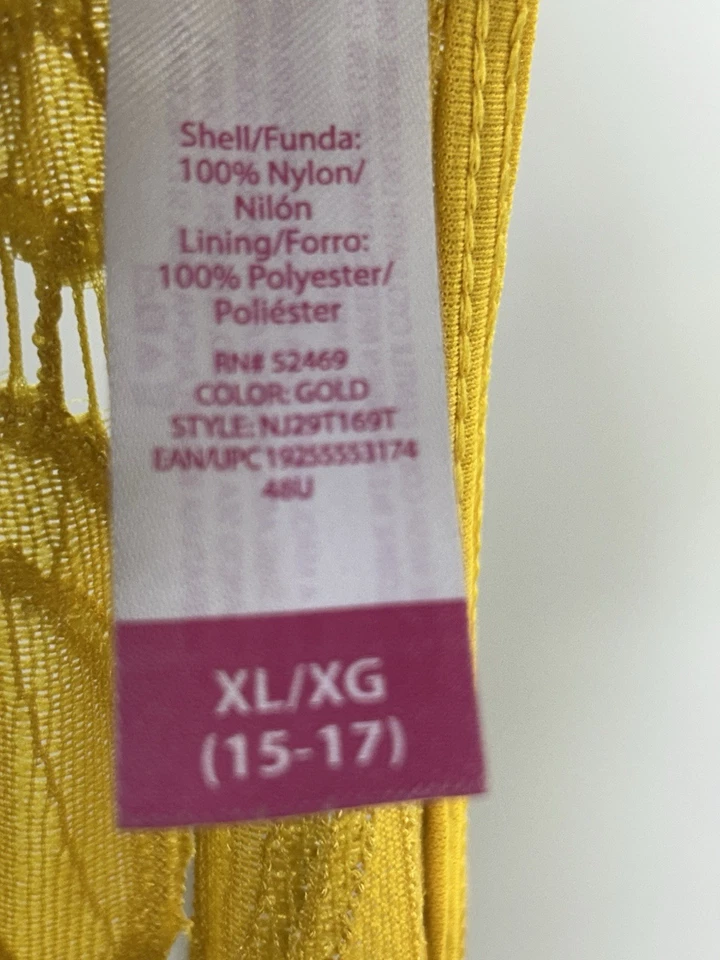 Shell/Funda:
100% Nylon/
Nilón
Lining/Forro:
100% Polyester/
Poliéster
RN# 52469
COLOR: GOLD
STYLE: NJ29T169T
EAN/UPC 19255553174
48U
XL/XG
(15-17)